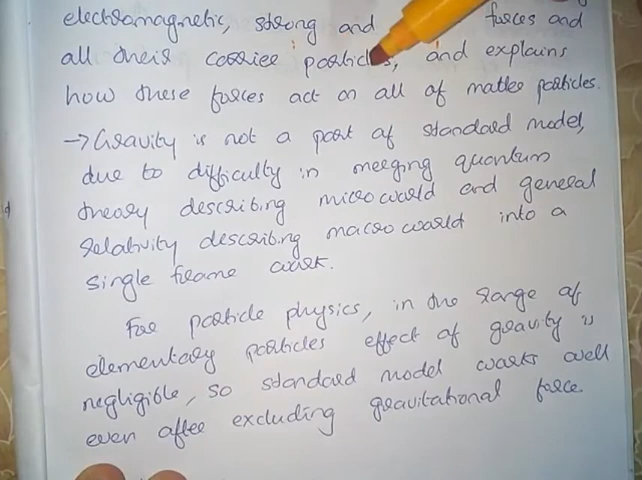 electromagnetic, strong and forces and
all their carrier particles, and explains
how these forces act on all of matter particles.
→ Gravity is not a part of standard model,
due to difficulty in merging quantum
theory describing microworld and general
relativity describing macroworld into a
single frame work.
For particle physics, in the range of
elementary particles effect of gravity is
negligible, so standard model works well
even after excluding gravitational force